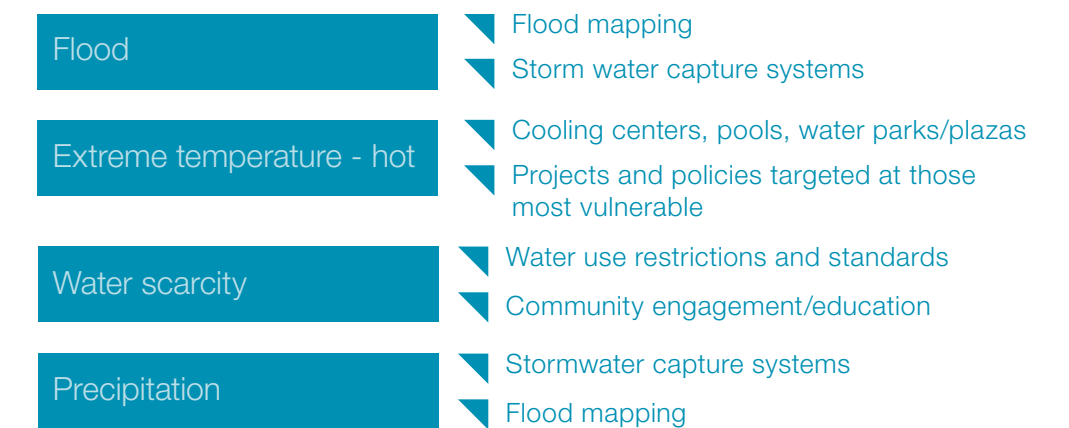 Flood
Flood mapping
Storm water capture systems
Extreme temperature - hot
Cooling centers, pools, water parks/plazas
Projects and policies targeted at those
most vulnerable
Water scarcity
Water use restrictions and standards
Community engagement/education
Precipitation
Stormwater capture systems
Flood mapping